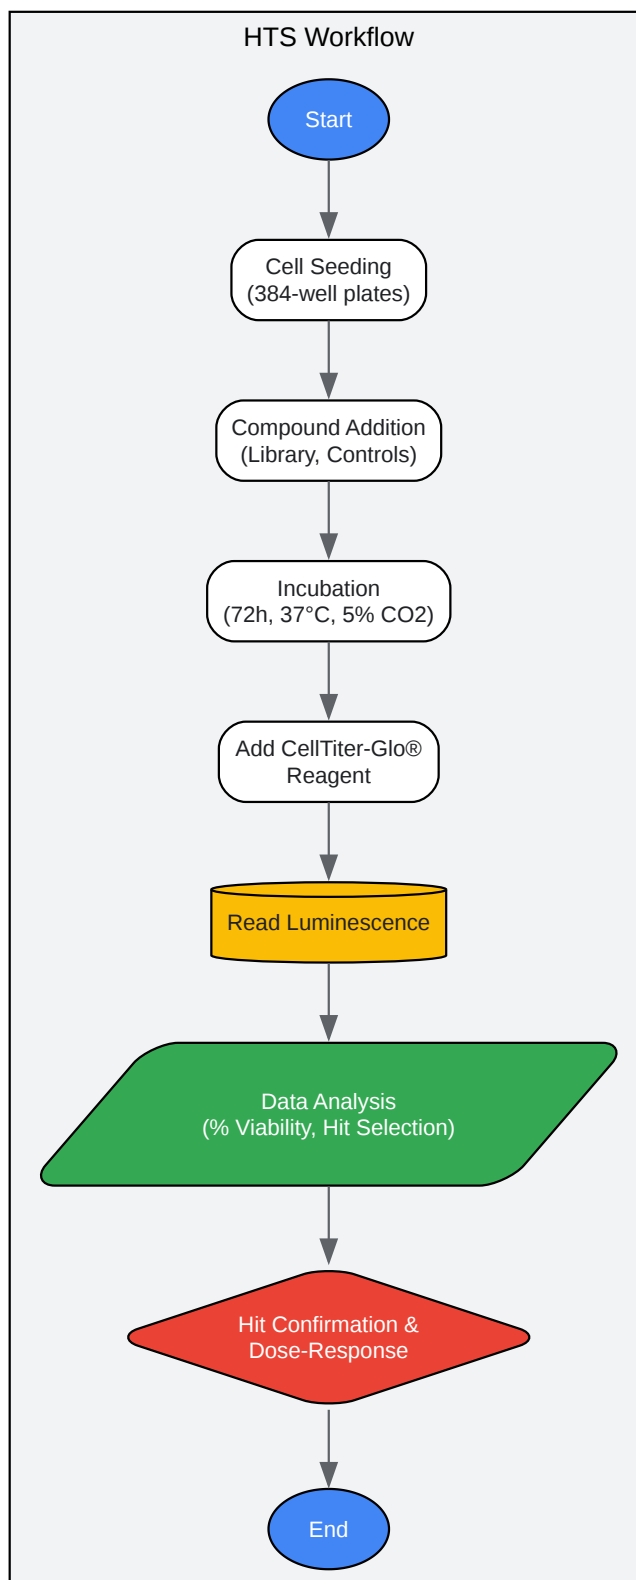 HTS Workflow
Start
Cell Seeding
(384-well plates)
Compound Addition
(Library, Controls)
Incubation
(72h, 37°C, 5% CO2)
Add CellTiter-Glo®
Reagent
Read Luminescence
Data Analysis
(% Viability, Hit Selection)
Hit Confirmation &
Dose-Response
End